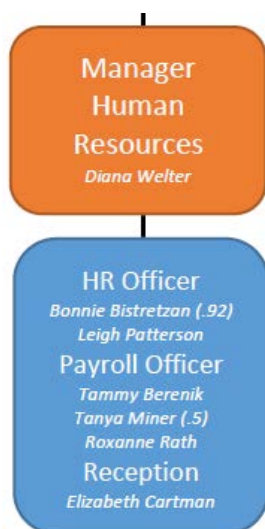 Manager
Human
Resources
Diana Welter
HR Officer
Bonnie Bistretzan (.92)
Leigh Patterson
Payroll Officer
Tammy Berenik
Tanya Miner (.5)
Roxanne Rath
Reception
Elizabeth Cartman